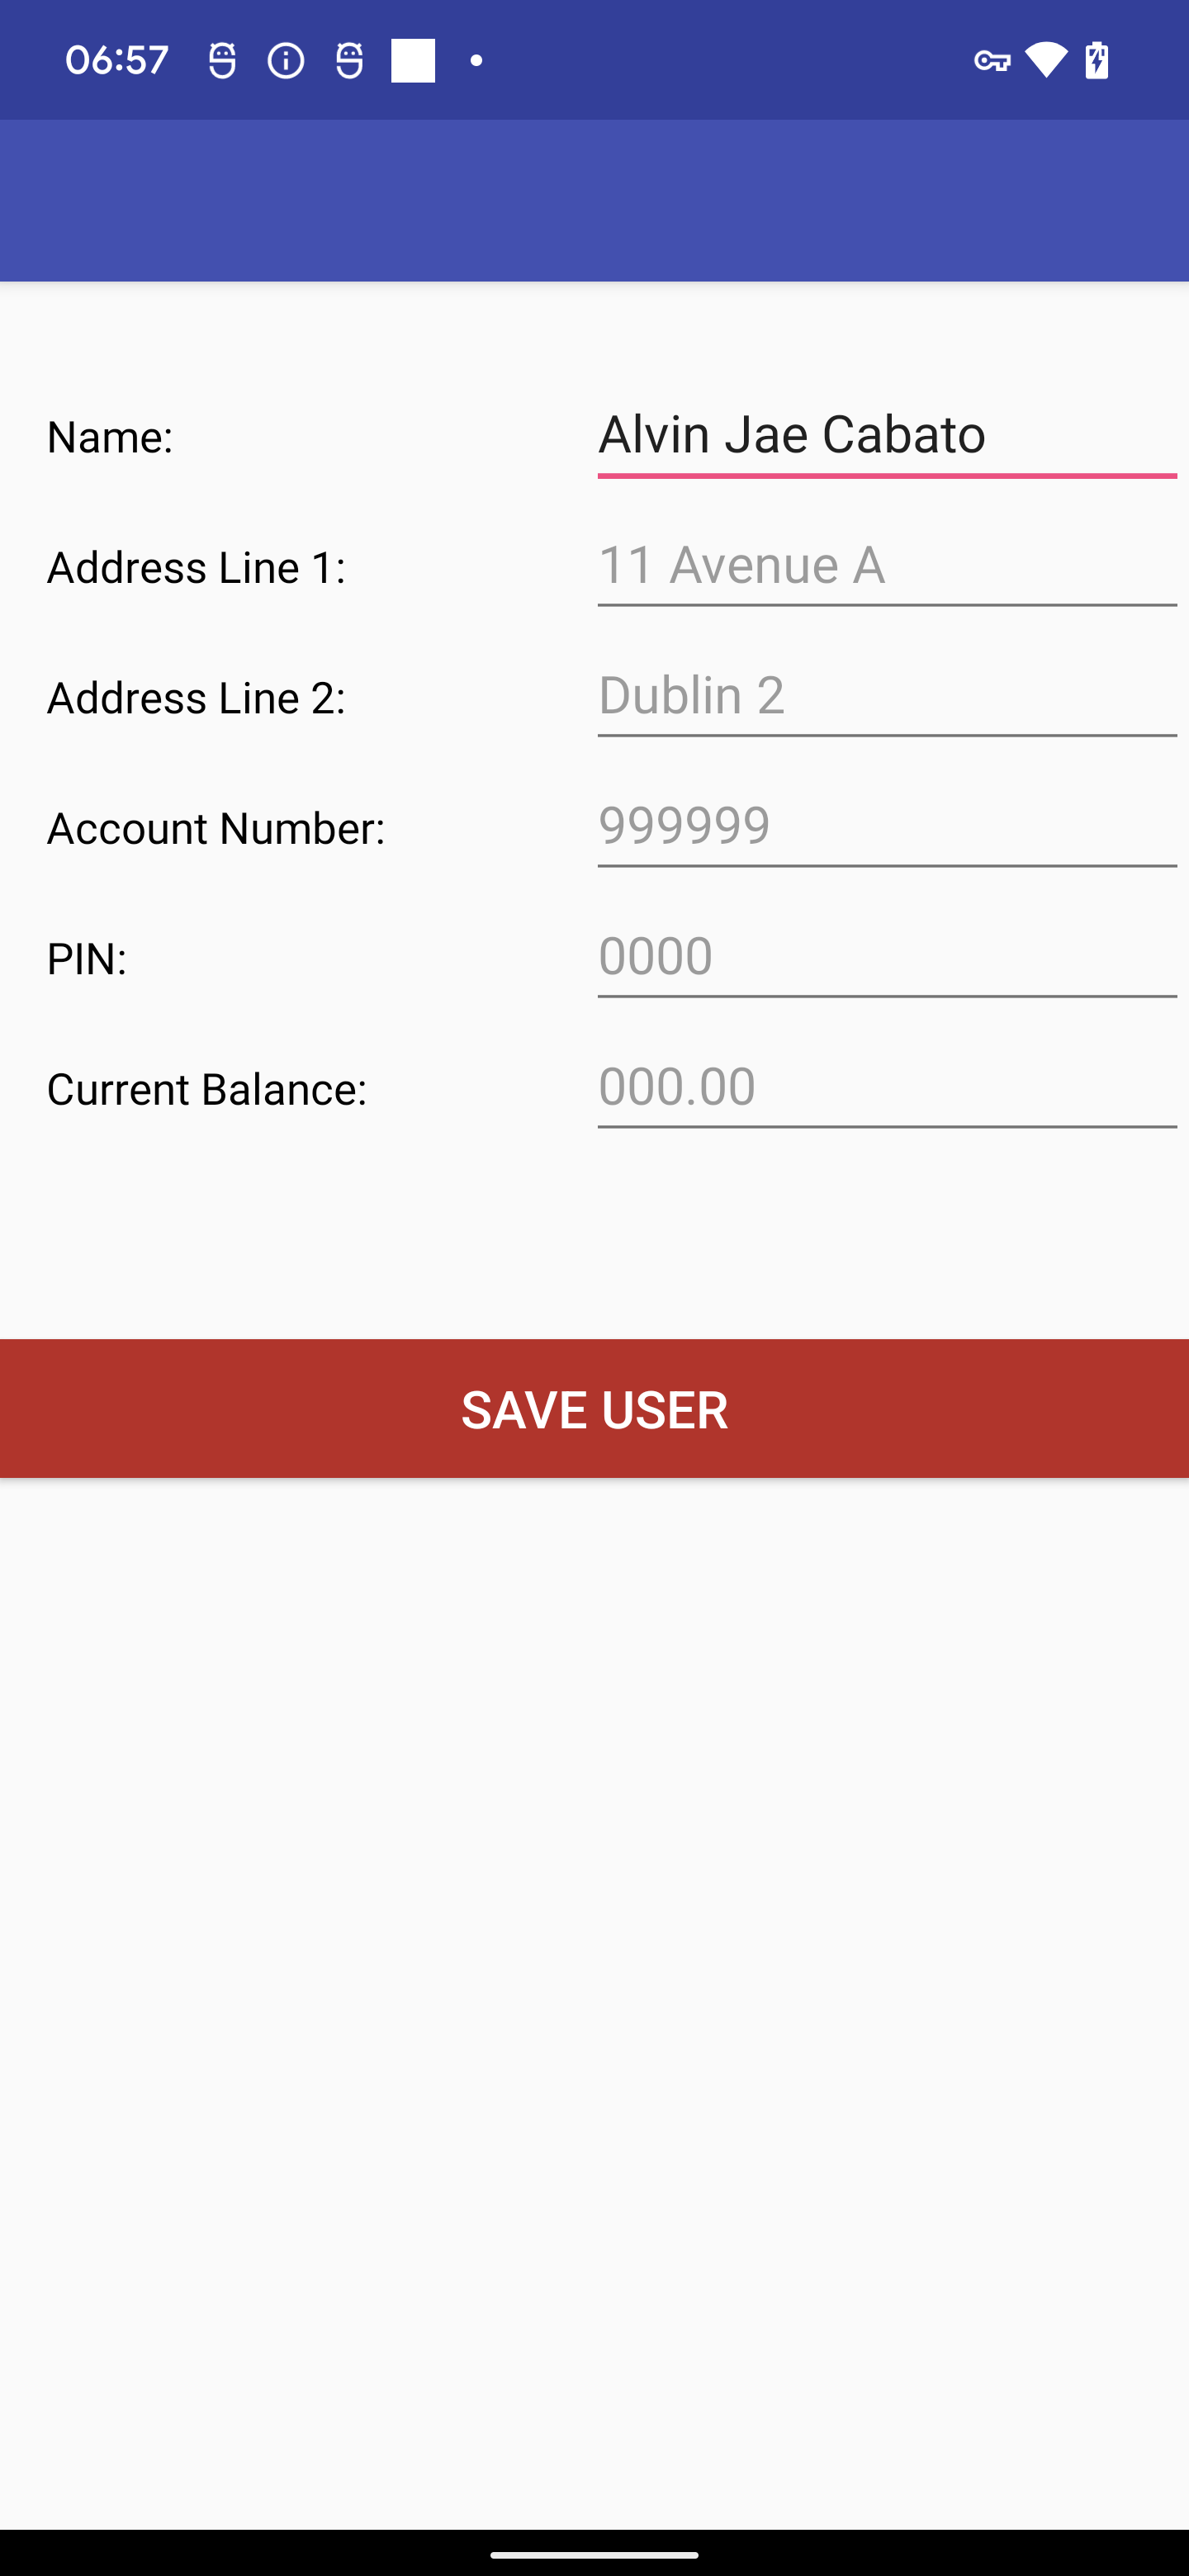 06:57
Name: Alvin Jae Cabato
Address Line 1: 11 Avenue A
Address Line 2: Dublin 2
Account Number: 999999
PIN: 0000
Current Balance: 000.00
SAVE USER